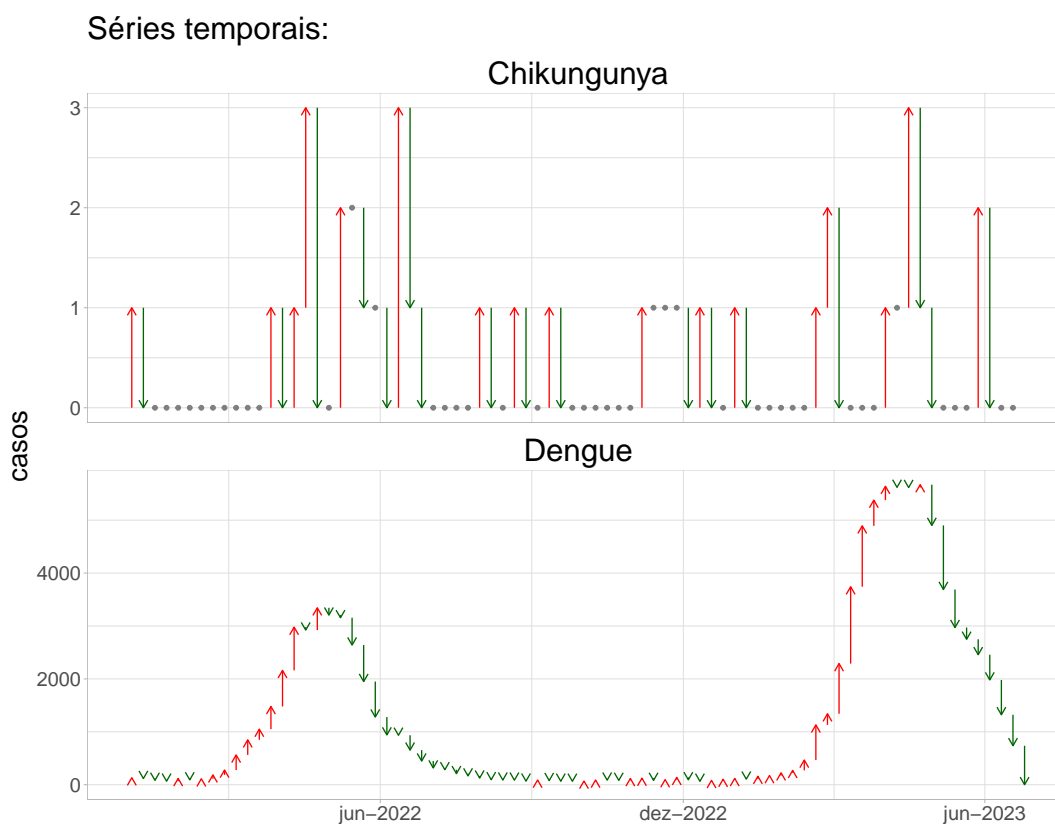 Séries temporais:
Chikungunya
3
2
1
0
casos
Dengue
4000
2000
0
jun−2022
dez−2022
jun−2023